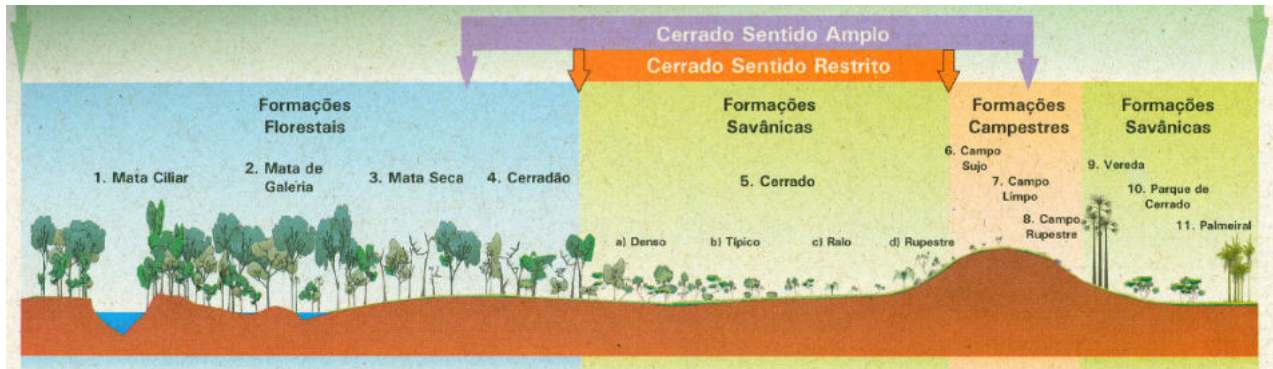 Cerrado Sentido Amplo
Cerrado Sentido Restrito
Formações
Florestais
Formações
Savânicas
Formações
Campestres
Formações
Savânicas
1. Mata Ciliar
2. Mata de
Galeria
3. Mata Seca
4. Cerradão
5. Cerrado
a) Denso
b) Típico
c) Ralo
d) Rupestre
6. Campo
Sujo
7. Campo
Limpo
8. Campo
Rupestre
9. Vereda
10. Parque de
Cerrado
11. Palmeiral